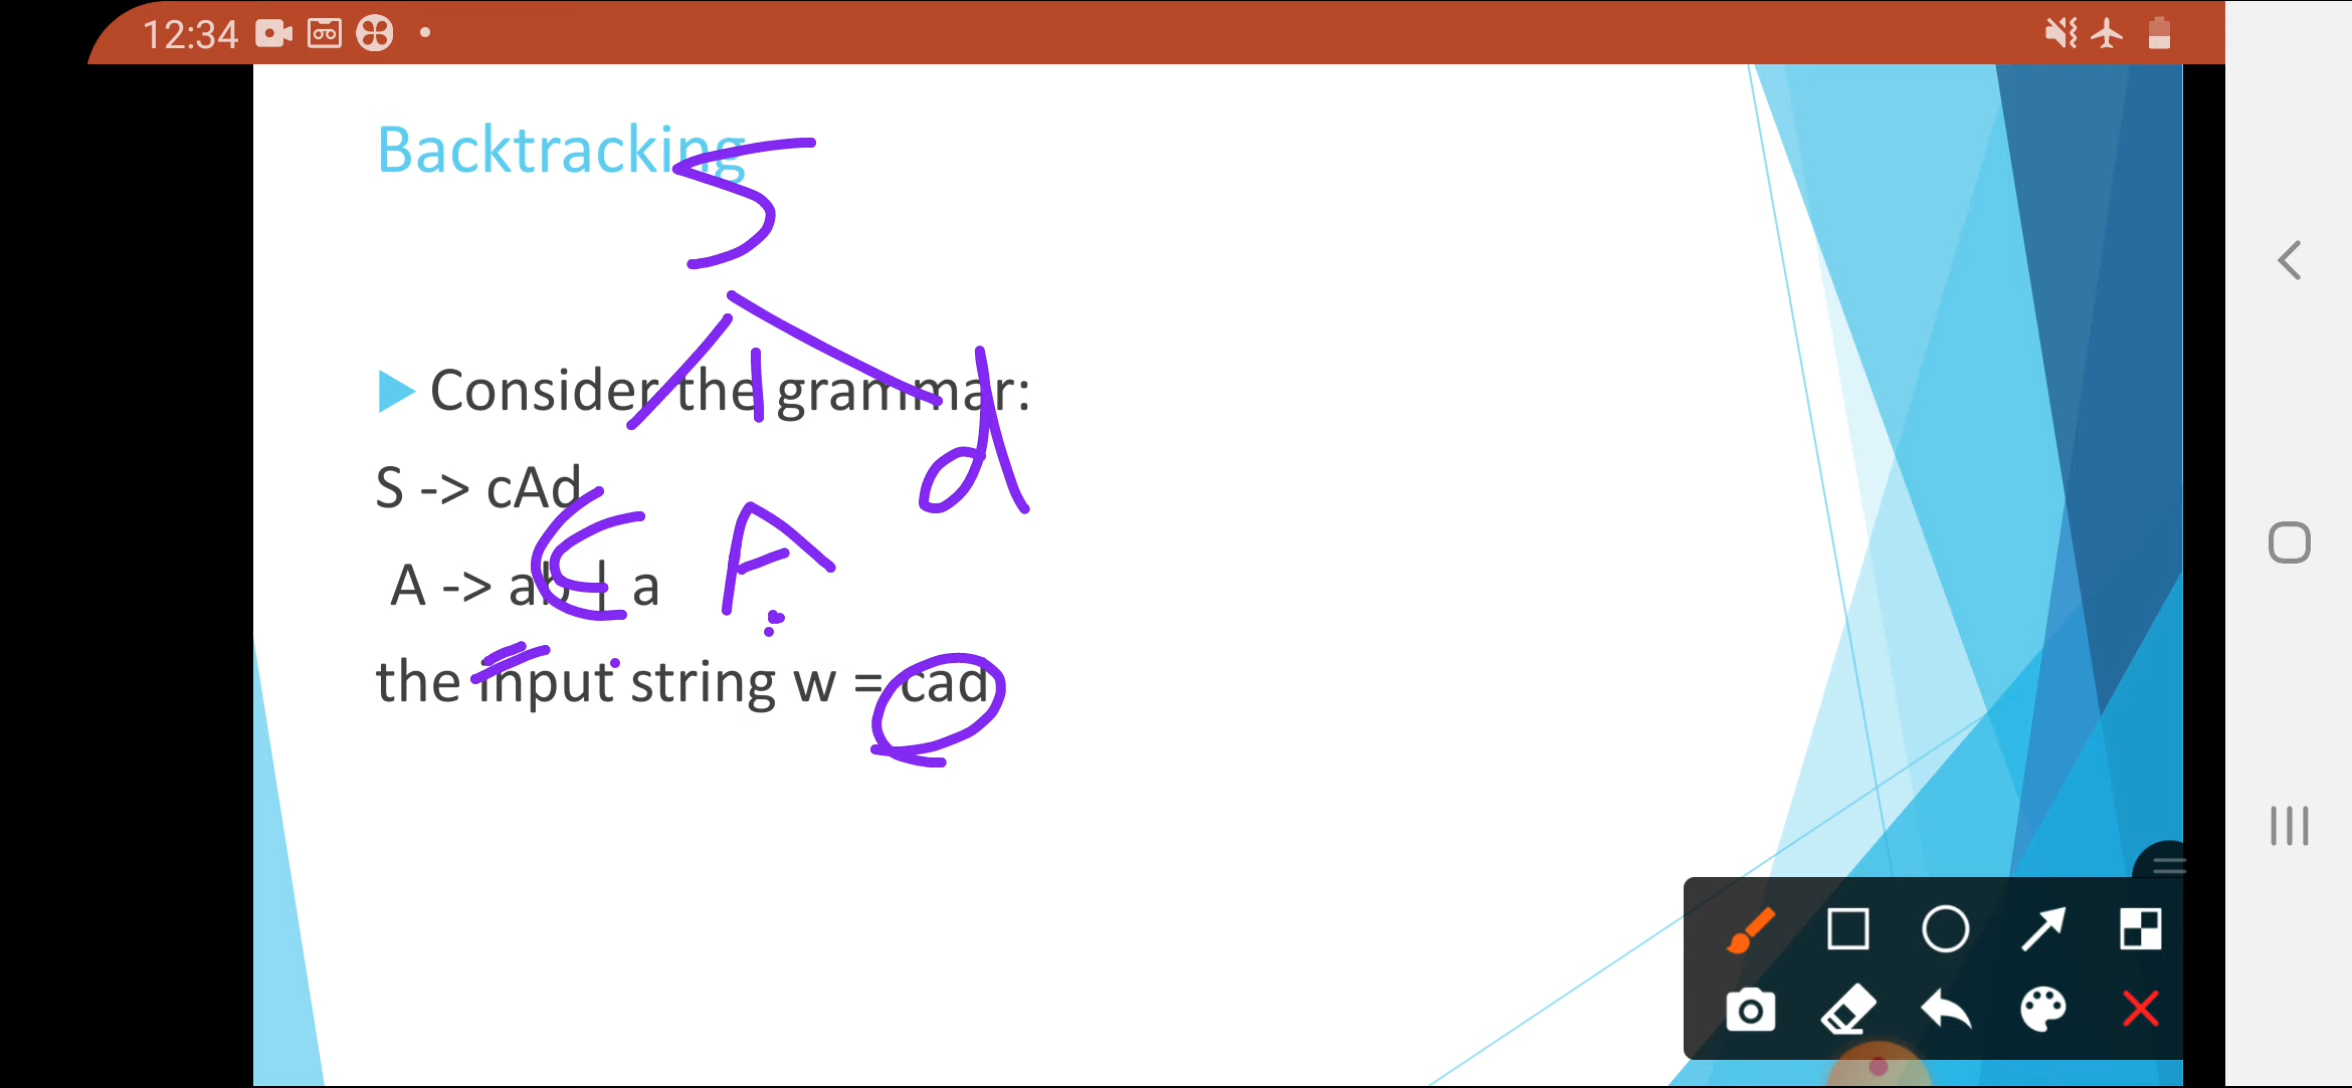 12:34
Backtracking
S
Consider the grammar:
d
S -> cAd
c A
A -> ab | a
the input string w = cad